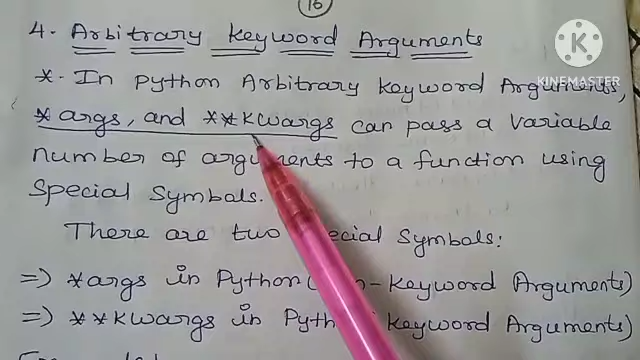 16
4. Arbitrary Keyword Arguments
KINEMASTER
*. In Python Arbitrary Keyword Arguments,
*args, and **kwargs can pass a variable
number of arguments to a function using
Special Symbols.
There are two Special Symbols:
=) *args in Python ( -Keyword Arguments)
=) **kwargs in Python Keyword Arguments)